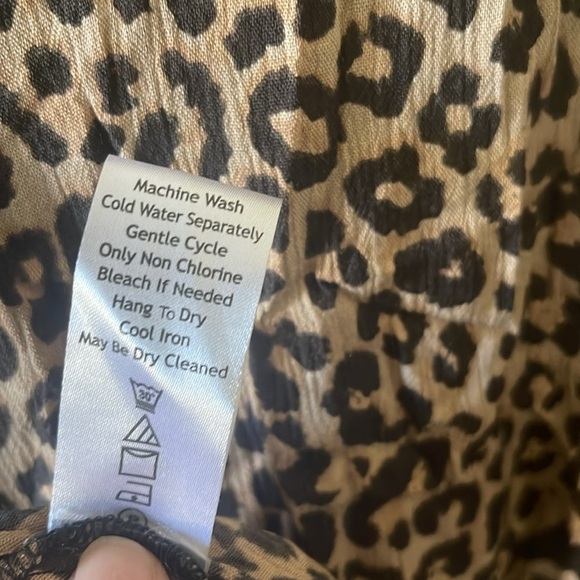 Machine Wash
Cold Water Separately
Gentle Cycle
Only Non Chlorine
Bleach If Needed
Hang To Dry
Cool Iron
May Be Dry Cleaned
30°